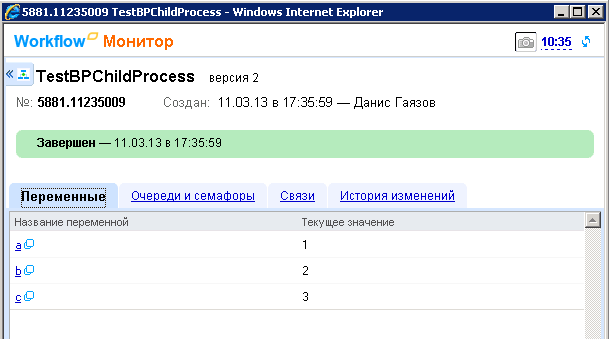 5881.11235009 TestBPChildProcess - Windows Internet Explorer
Workflow Монитор 10:35
TestBPChildProcess версия 2
№: 5881.11235009 Создан: 11.03.13 в 17:35:59 — Данис Гаязов
Завершен — 11.03.13 в 17:35:59
Переменные Очереди и семафоры Связи История изменений
Название переменной Текущее значение
a 1
b 2
c 3